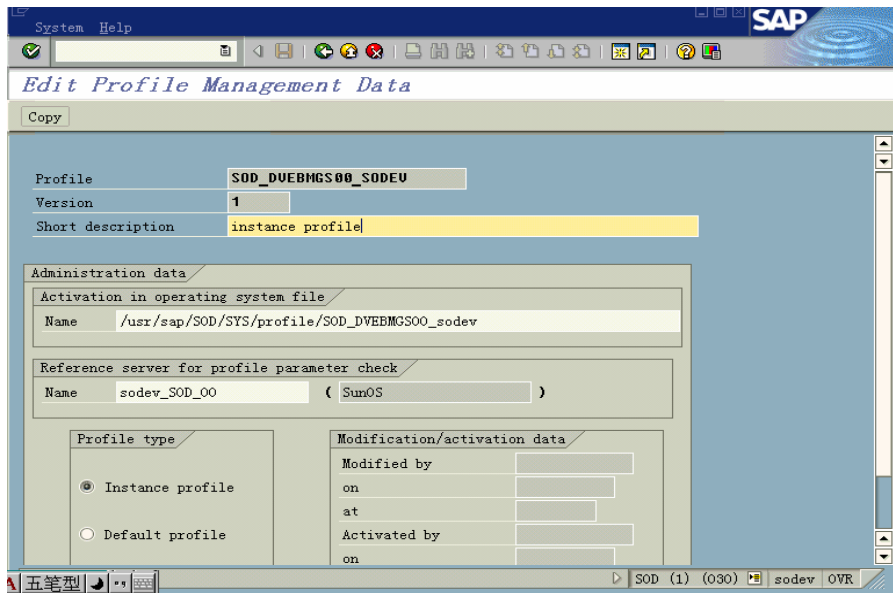 System Help
SAP
Edit Profile Management Data
Copy
Profile SOD_DVEBMGS00_SODEV
Version 1
Short description instance profile
Administration data
Activation in operating system file
Name /usr/sap/SOD/SYS/profile/SOD_DVEBMGS00_sodev
Reference server for profile parameter check
Name sodev_SOD_00 ( SunOS )
Profile type
Instance profile
Default profile
Modification/activation data
Modified by
on
at
Activated by
on
A 五笔型
SOD (1) (030) sodev OVR